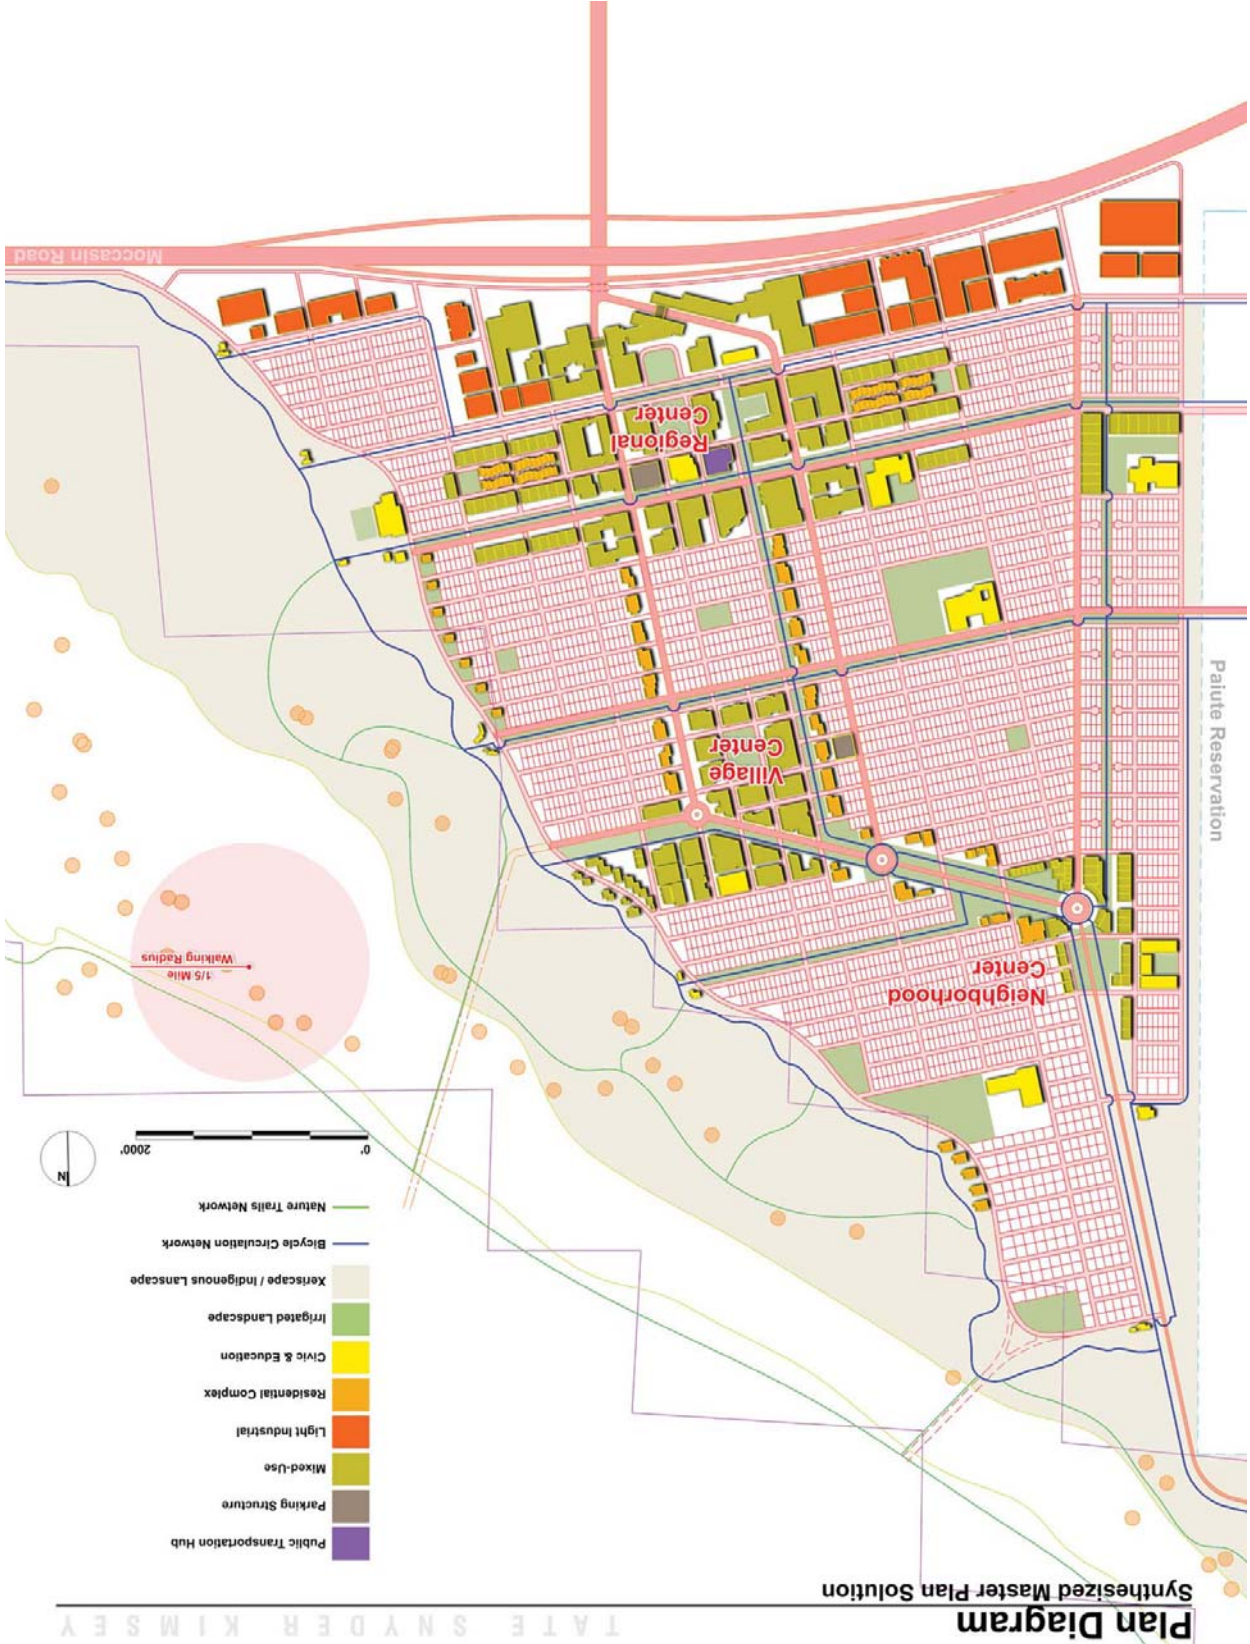 Plan Diagram
Synthesized Master Plan Solution
TATE SNYDER KIMSEY
Public Transportation Hub
Parking Structure
Mixed-Use
Light Industrial
Residential Complex
Civic & Education
Irrigated Landscape
Xeriscape / Indigenous Lanscape
Bicycle Circulation Network
Nature Trails Network
0'
2000'
N
1/5 Mile
Walking Radius
Neighborhood
Center
Village
Center
Regional
Center
Paiute Reservation
Moccasin Road